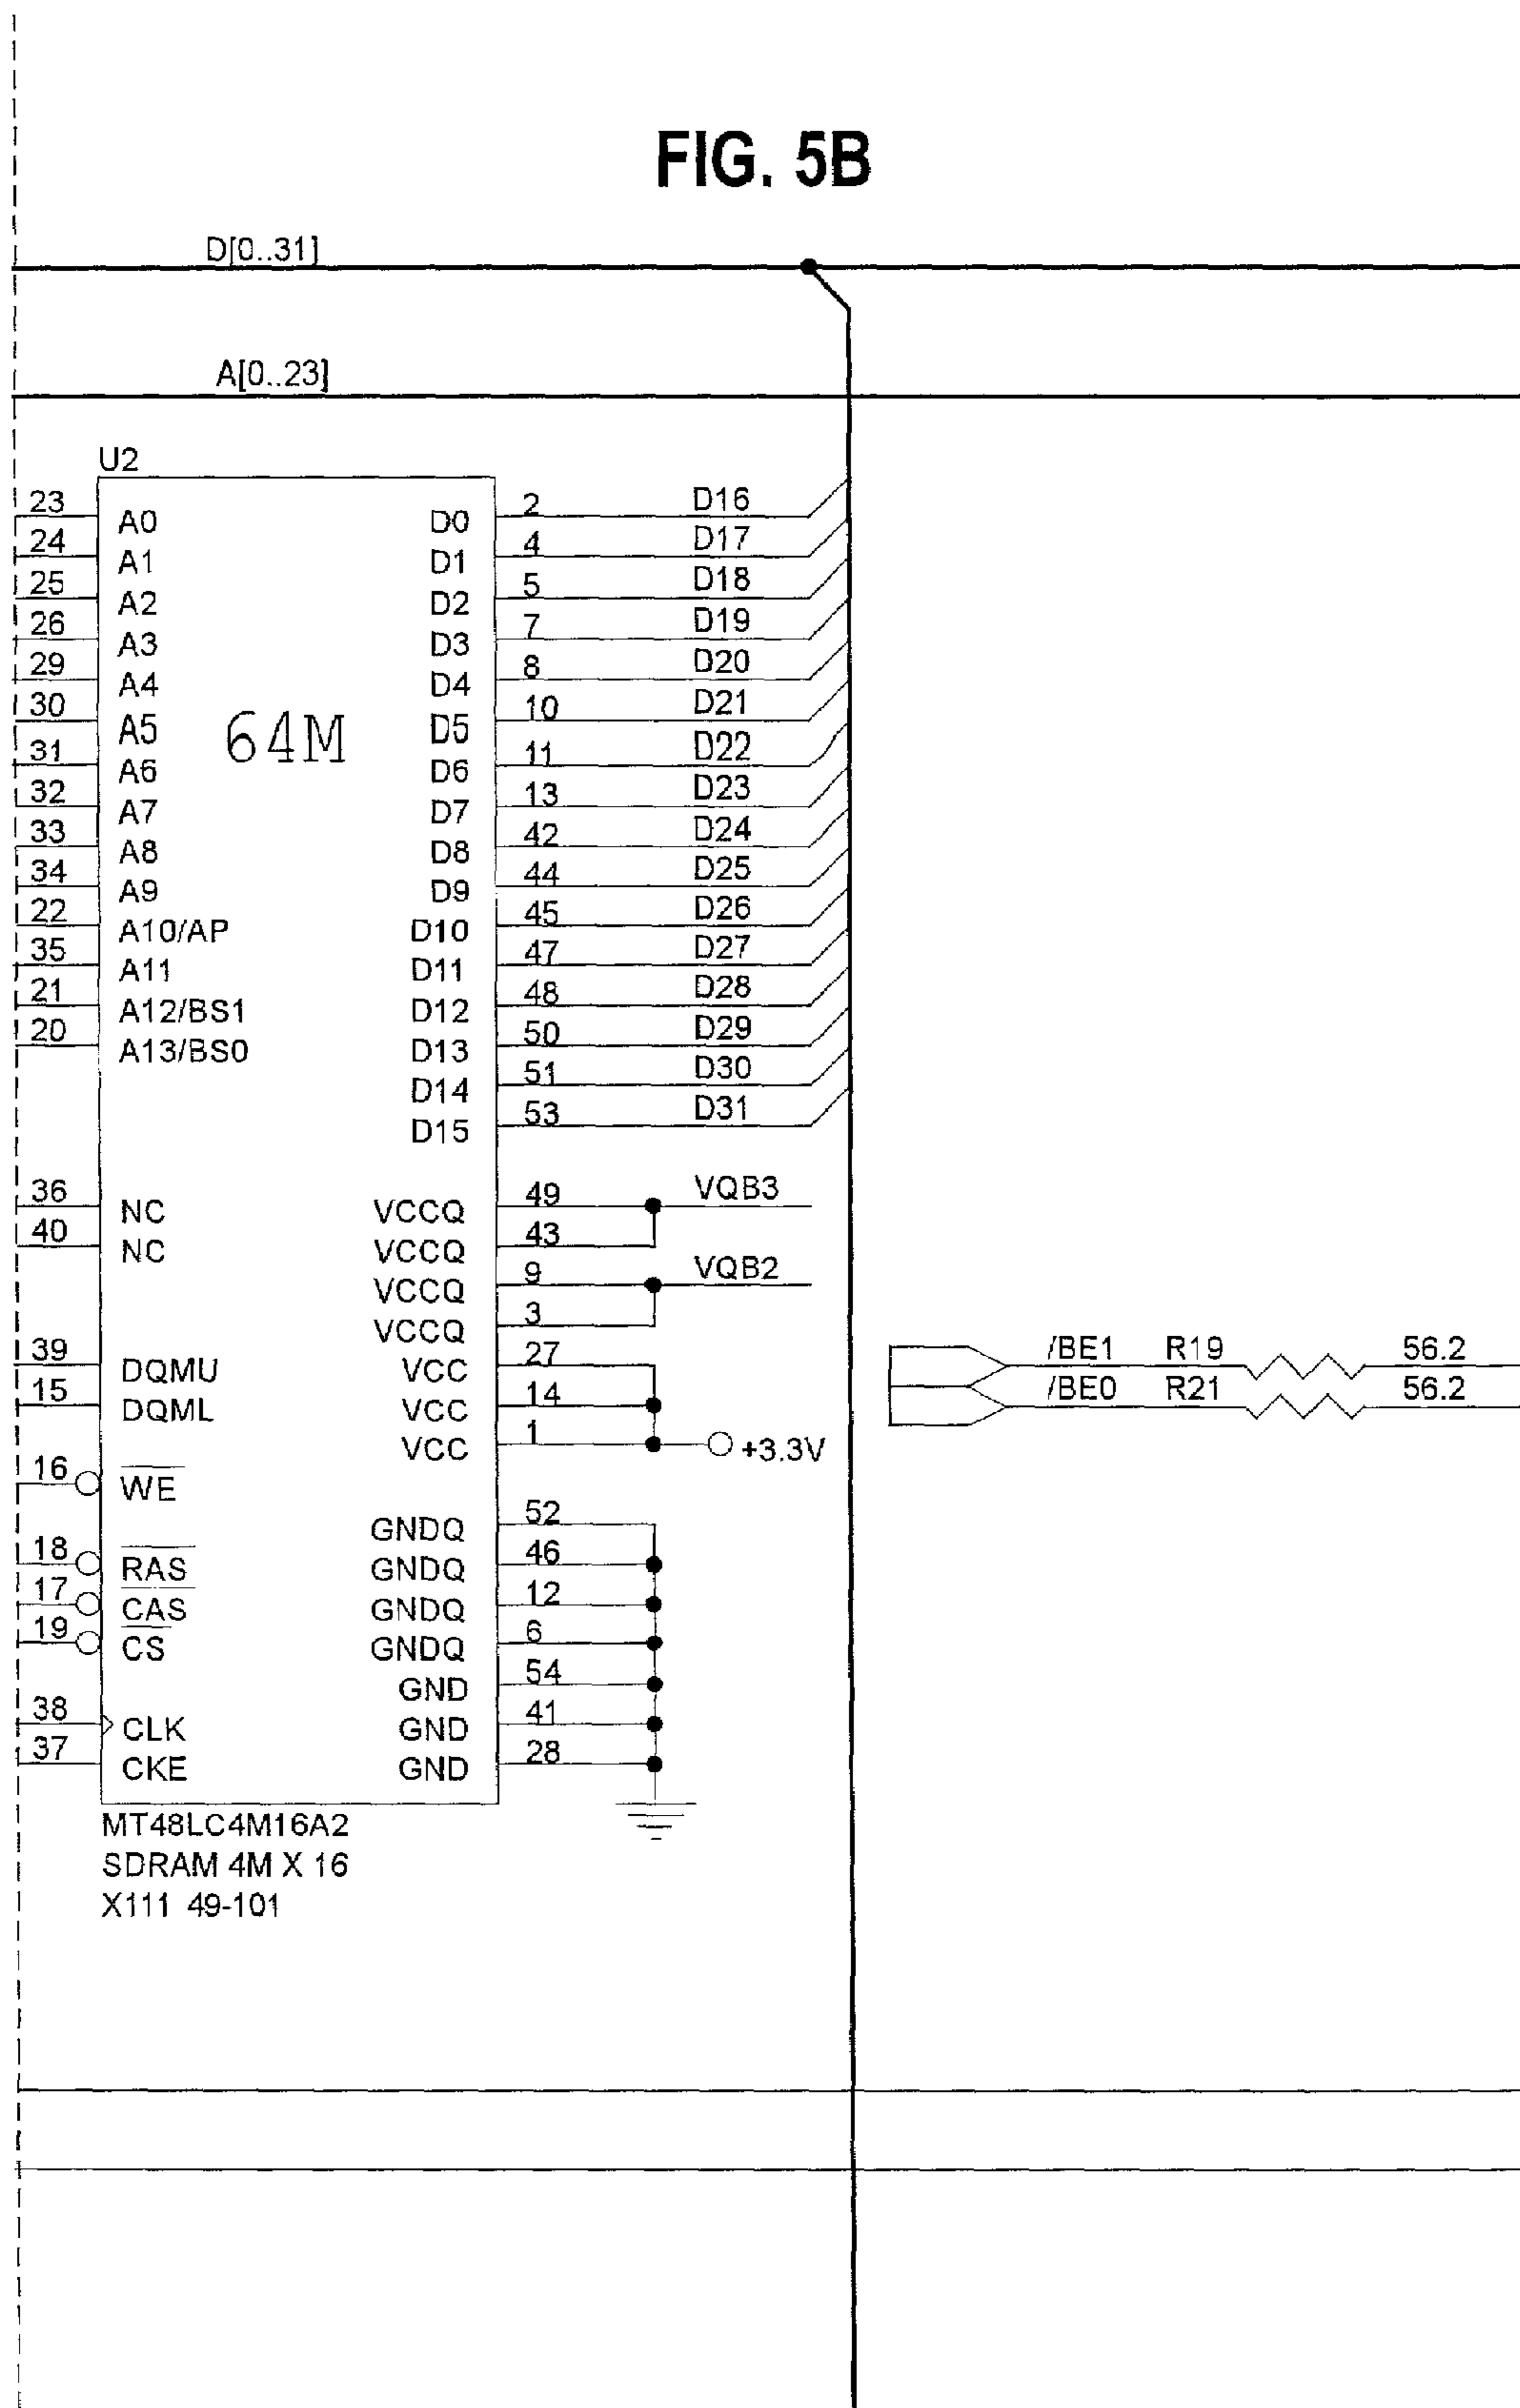 FIG. 5B
D[0..31]
A[0..23]
U2
23 A0 D0 2 D16
24 A1 D1 4 D17
25 A2 D2 5 D18
26 A3 D3 7 D19
29 A4 D4 8 D20
30 A5 D5 10 D21
64M
31 A6 D6 11 D22
32 A7 D7 13 D23
33 A8 D8 42 D24
34 A9 D9 44 D25
22 A10/AP D10 45 D26
35 A11 D11 47 D27
21 A12/BS1 D12 48 D28
20 A13/BS0 D13 50 D29
D14 51 D30
D15 53 D31
36 NC VCCQ 49 VQB3
40 NC VCCQ 43
VCCQ 9 VQB2
VCCQ 3
39 DQMU VCC 27 /BE1 R19 56.2
15 DQML VCC 14 /BE0 R21 56.2
VCC 1 +3.3V
16 WE
GNDQ 52
18 RAS GNDQ 46
17 CAS GNDQ 12
19 CS GNDQ 6
GND 54
38 CLK GND 41
37 CKE GND 28
MT48LC4M16A2
SDRAM 4M X 16
X111 49-101